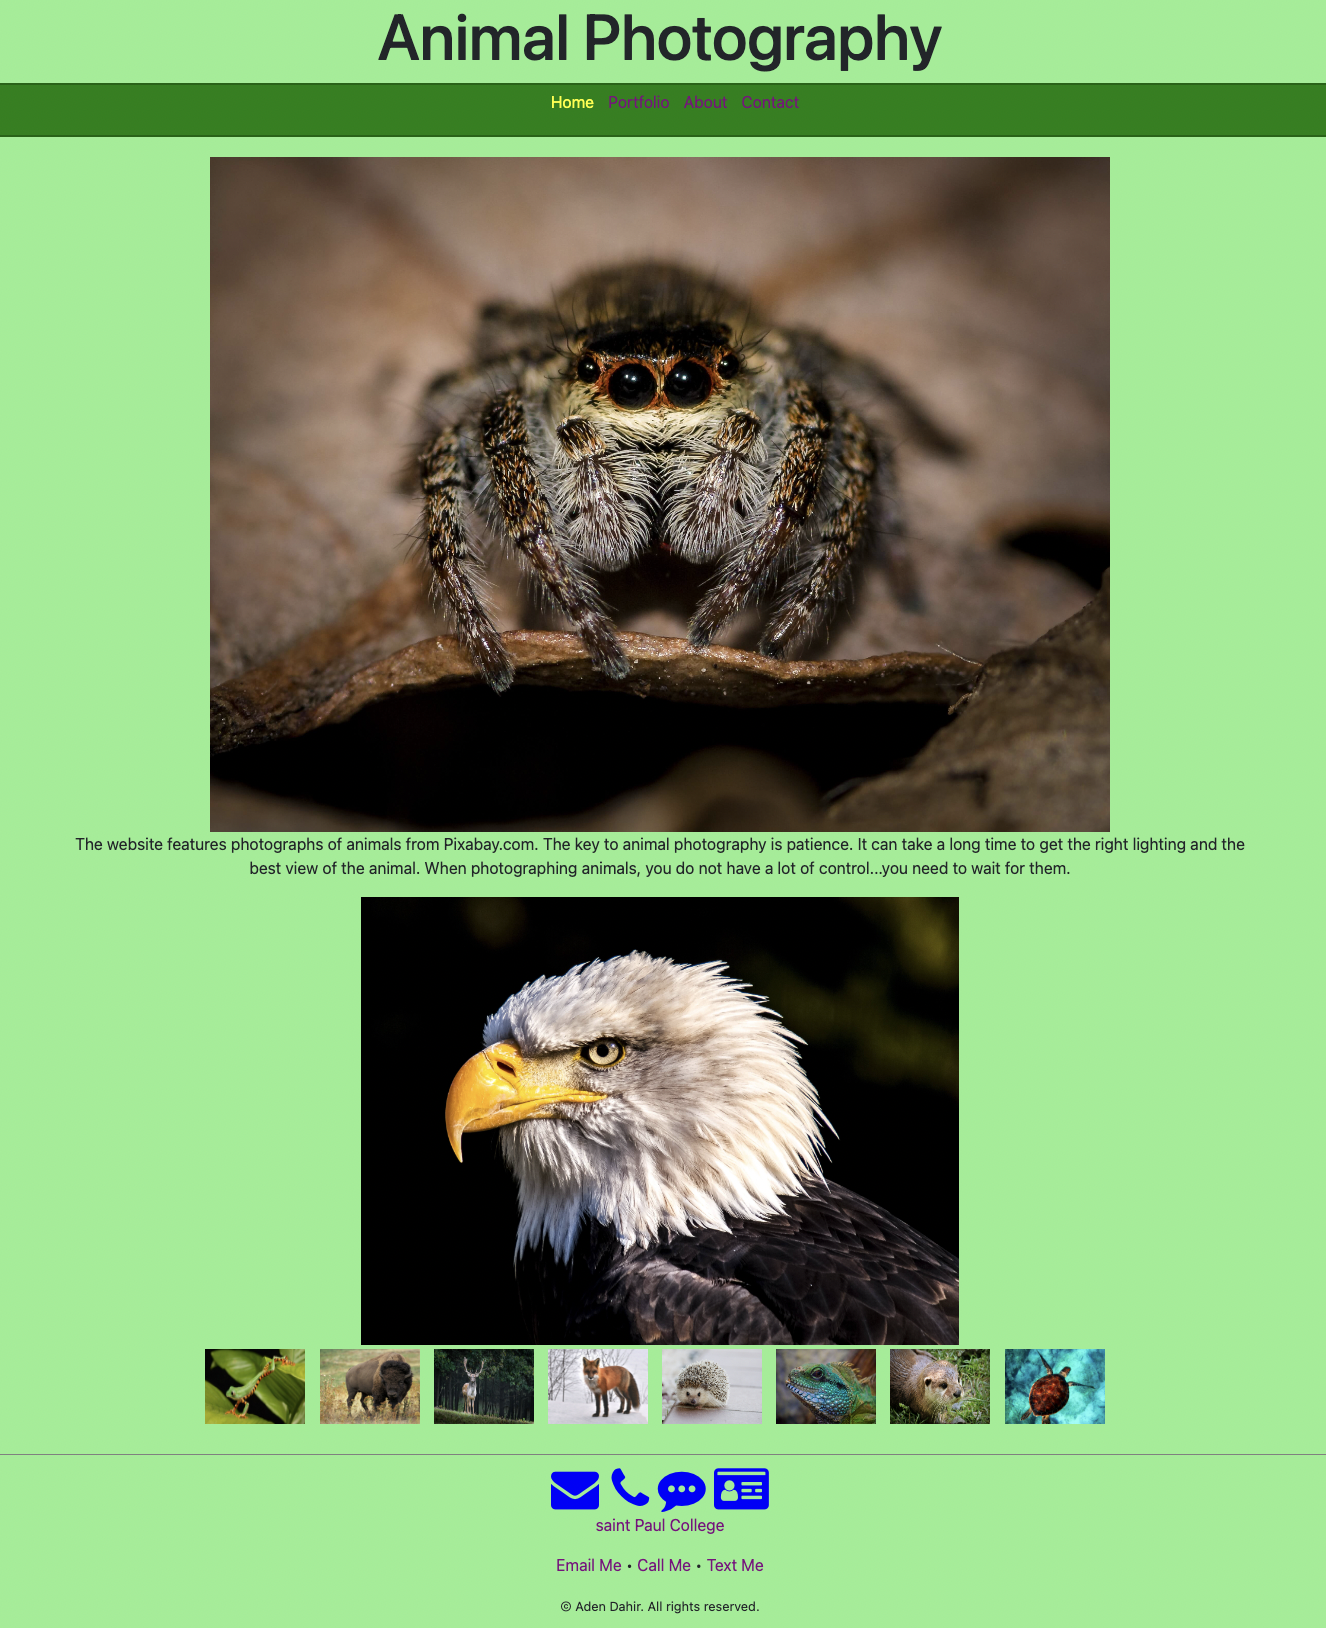 Animal Photography
Home Portfolio About Contact
The website features photographs of animals from Pixabay.com. The key to animal photography is patience. It can take a long time to get the right lighting and the
best view of the animal. When photographing animals, you do not have a lot of control...you need to wait for them.
saint Paul College
Email Me • Call Me • Text Me
© Aden Dahir. All rights reserved.